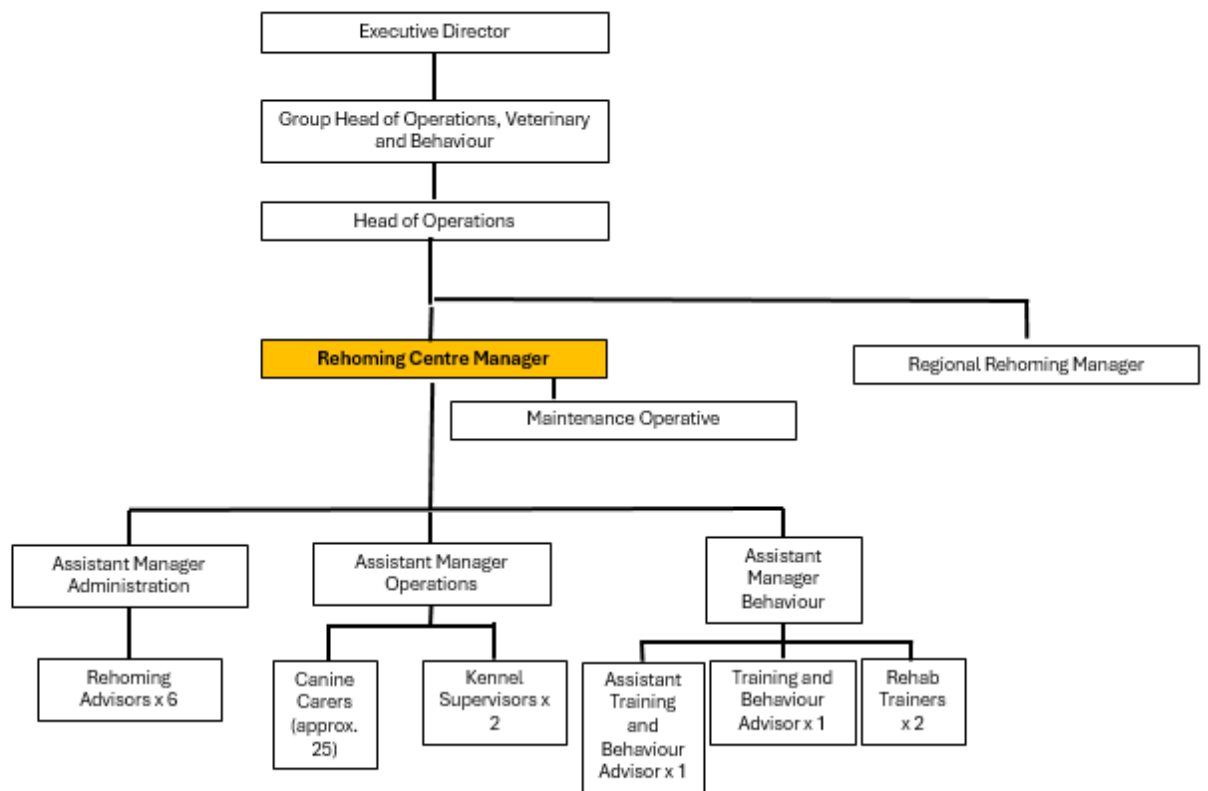 Executive Director
Group Head of Operations, Veterinary
and Behaviour
Head of Operations
Rehoming Centre Manager
Regional Rehoming Manager
Maintenance Operative
Assistant Manager
Administration
Assistant Manager
Operations
Assistant
Manager
Behaviour
Rehoming
Advisors x 6
Canine
Carers
(approx.
25)
Kennel
Supervisors x
2
Assistant
Training
and
Behaviour
Advisor x 1
Training and
Behaviour
Advisor x 1
Rehab
Trainers
x 2